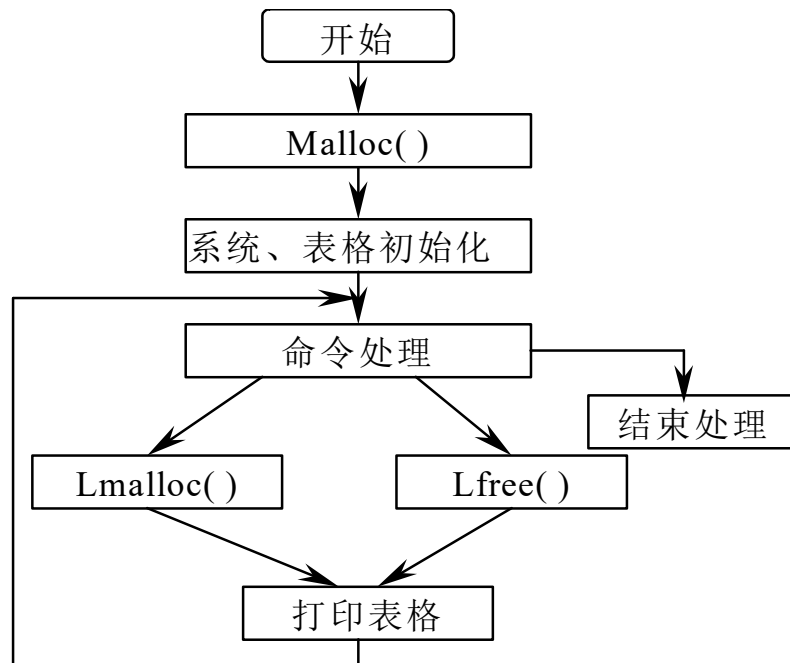 开始
Malloc( )
系统、表格初始化
命令处理
结束处理
Lmalloc( )
Lfree( )
打印表格